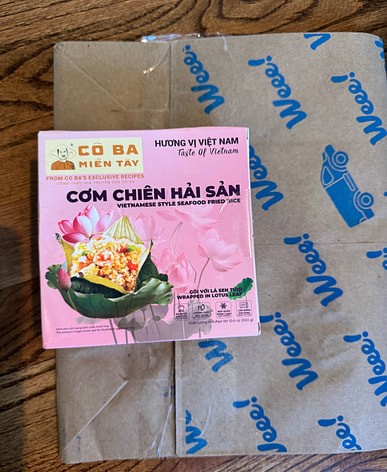 Weee!
Weee!
Weee!
CÔ BA
MIỀN TÂY
FROM CO BA'S EXCLUSIVE RECIPES
HƯƠNG VỊ VIỆT NAM
Taste Of Vietnam
CƠM CHIÊN HẢI SẢN
VIETNAMESE STYLE SEAFOOD FRIED RICE
GÓI VỚI LÁ SEN TƯƠI
WRAPPED IN LOTUS LEAF
Weee!
Weee!
Weee!
Weee!
Weee!
Weee!